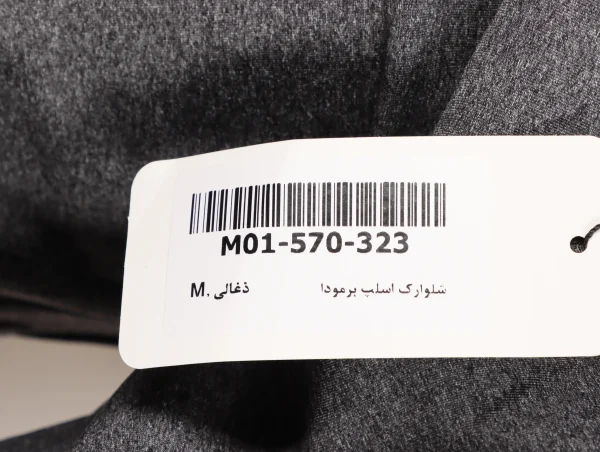 M01-570-323
شلوارک اسلپ برمودا
ذغالی ,M